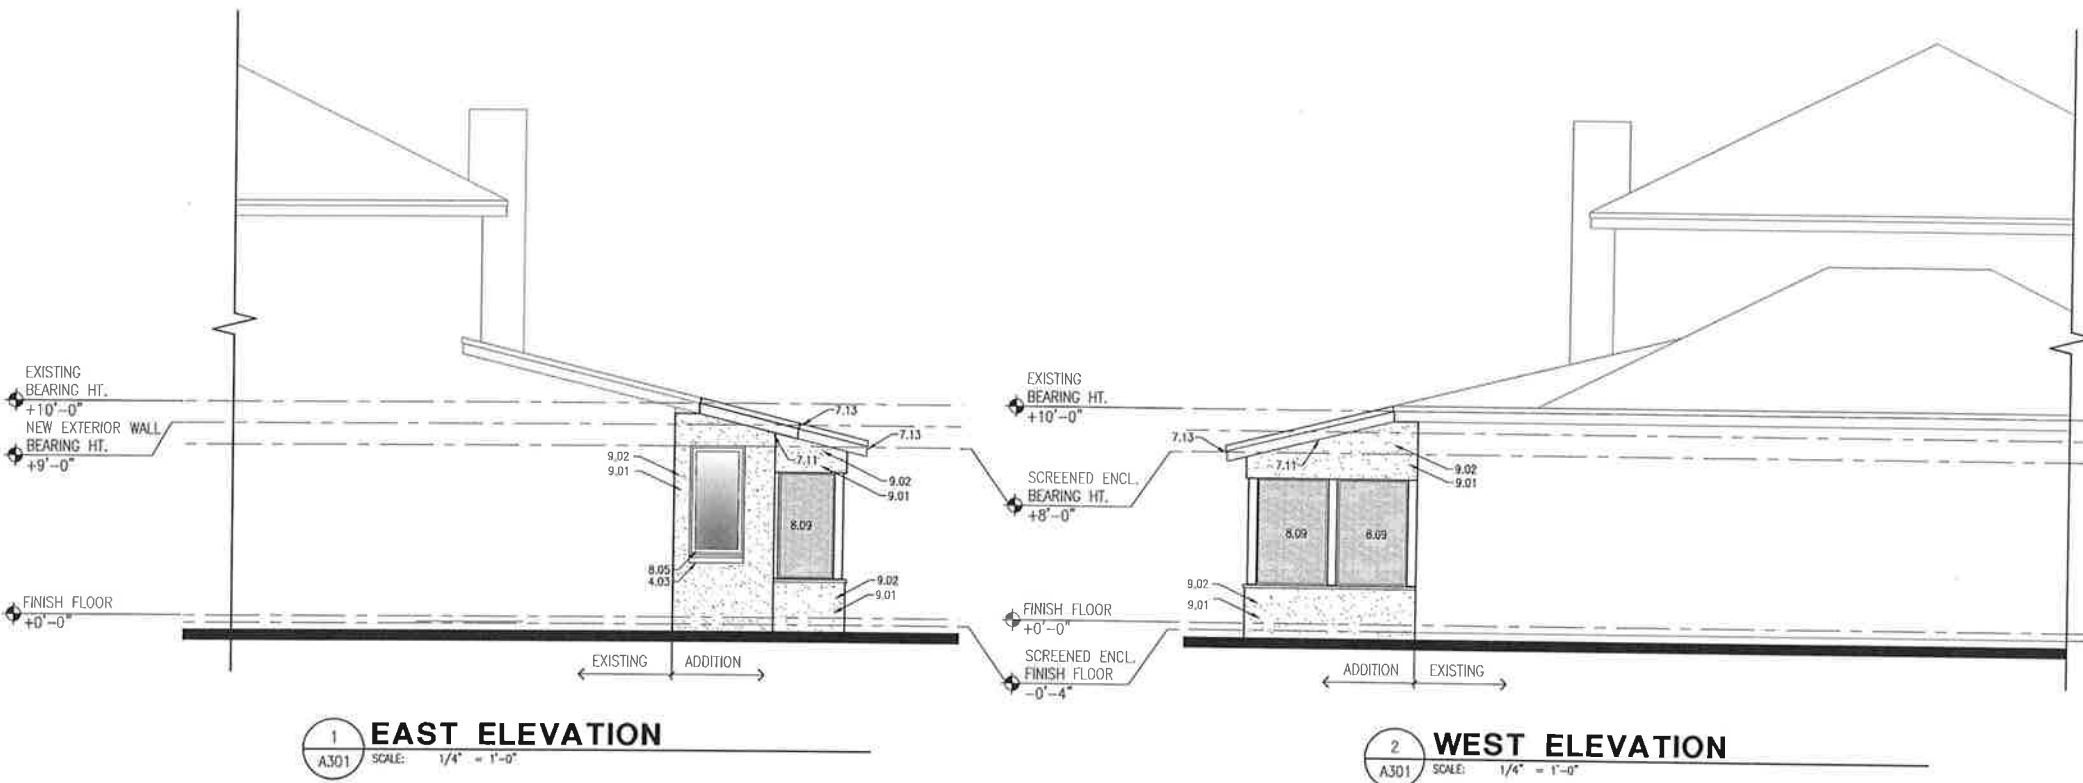 EXISTING
BEARING HT.
+10'-0"
NEW EXTERIOR WALL
BEARING HT.
+9'-0"
FINISH FLOOR
+0'-0"
9.02
9.01
8.05
4.03
7.13
7.13
7.11
9.02
9.01
8.09
9.02
9.01
EXISTING
ADDITION
1
A301
EAST ELEVATION
SCALE: 1/4" = 1'-0"
EXISTING
BEARING HT.
+10'-0"
SCREENED ENCL.
BEARING HT.
+8'-0"
FINISH FLOOR
+0'-0"
SCREENED ENCL.
FINISH FLOOR
-0'-4"
7.13
7.11
9.02
9.01
8.09
8.09
9.02
9.01
ADDITION
EXISTING
2
A301
WEST ELEVATION
SCALE: 1/4" = 1'-0"